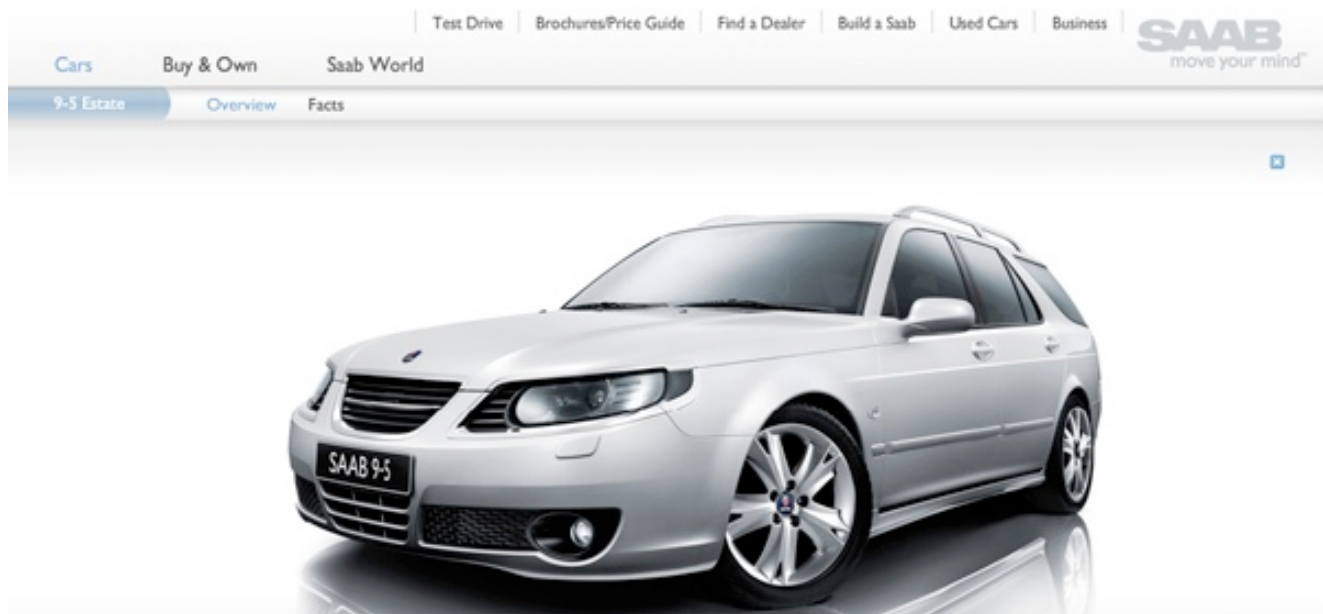 Test Drive Brochures/Price Guide Find a Dealer Build a Saab Used Cars Business
SAAB
move your mind™
Cars Buy & Own Saab World
9-5 Estate Overview Facts
SAAB 9-5